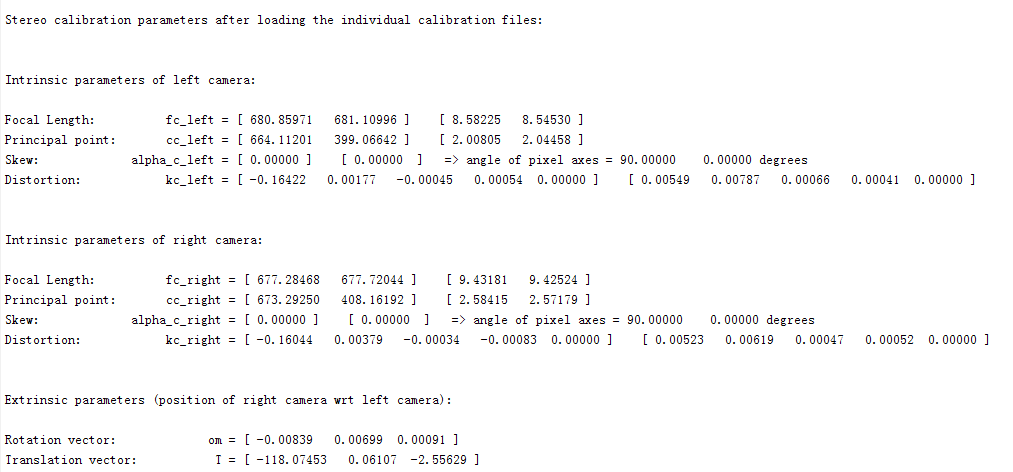 Stereo calibration parameters after loading the individual calibration files:
Intrinsic parameters of left camera:
Focal Length: fc_left = [ 680.85971 681.10996 ] [ 8.58225 8.54530 ]
Principal point: cc_left = [ 664.11201 399.06642 ] [ 2.00805 2.04458 ]
Skew: alpha_c_left = [ 0.00000 ] [ 0.00000 ] => angle of pixel axes = 90.00000 0.00000 degrees
Distortion: kc_left = [ -0.16422 0.00177 -0.00045 0.00054 0.00000 ] [ 0.00549 0.00787 0.00066 0.00041 0.00000 ]
Intrinsic parameters of right camera:
Focal Length: fc_right = [ 677.28468 677.72044 ] [ 9.43181 9.42524 ]
Principal point: cc_right = [ 673.29250 408.16192 ] [ 2.58415 2.57179 ]
Skew: alpha_c_right = [ 0.00000 ] [ 0.00000 ] => angle of pixel axes = 90.00000 0.00000 degrees
Distortion: kc_right = [ -0.16044 0.00379 -0.00034 -0.00083 0.00000 ] [ 0.00523 0.00619 0.00047 0.00052 0.00000 ]
Extrinsic parameters (position of right camera wrt left camera):
Rotation vector: om = [ -0.00839 0.00699 0.00091 ]
Translation vector: T = [ -118.07453 0.06107 -2.55629 ]